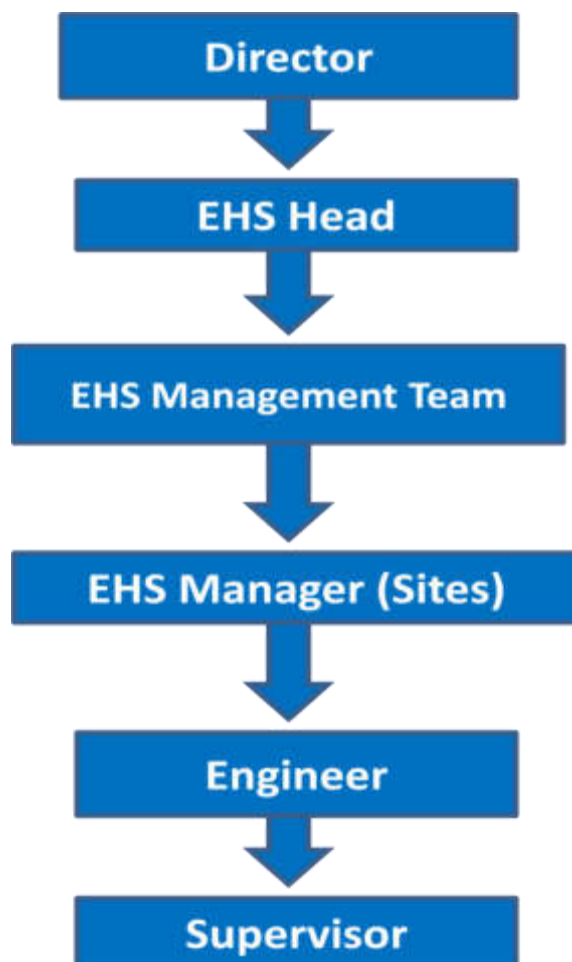 Director
EHS Head
EHS Management Team
EHS Manager (Sites)
Engineer
Supervisor